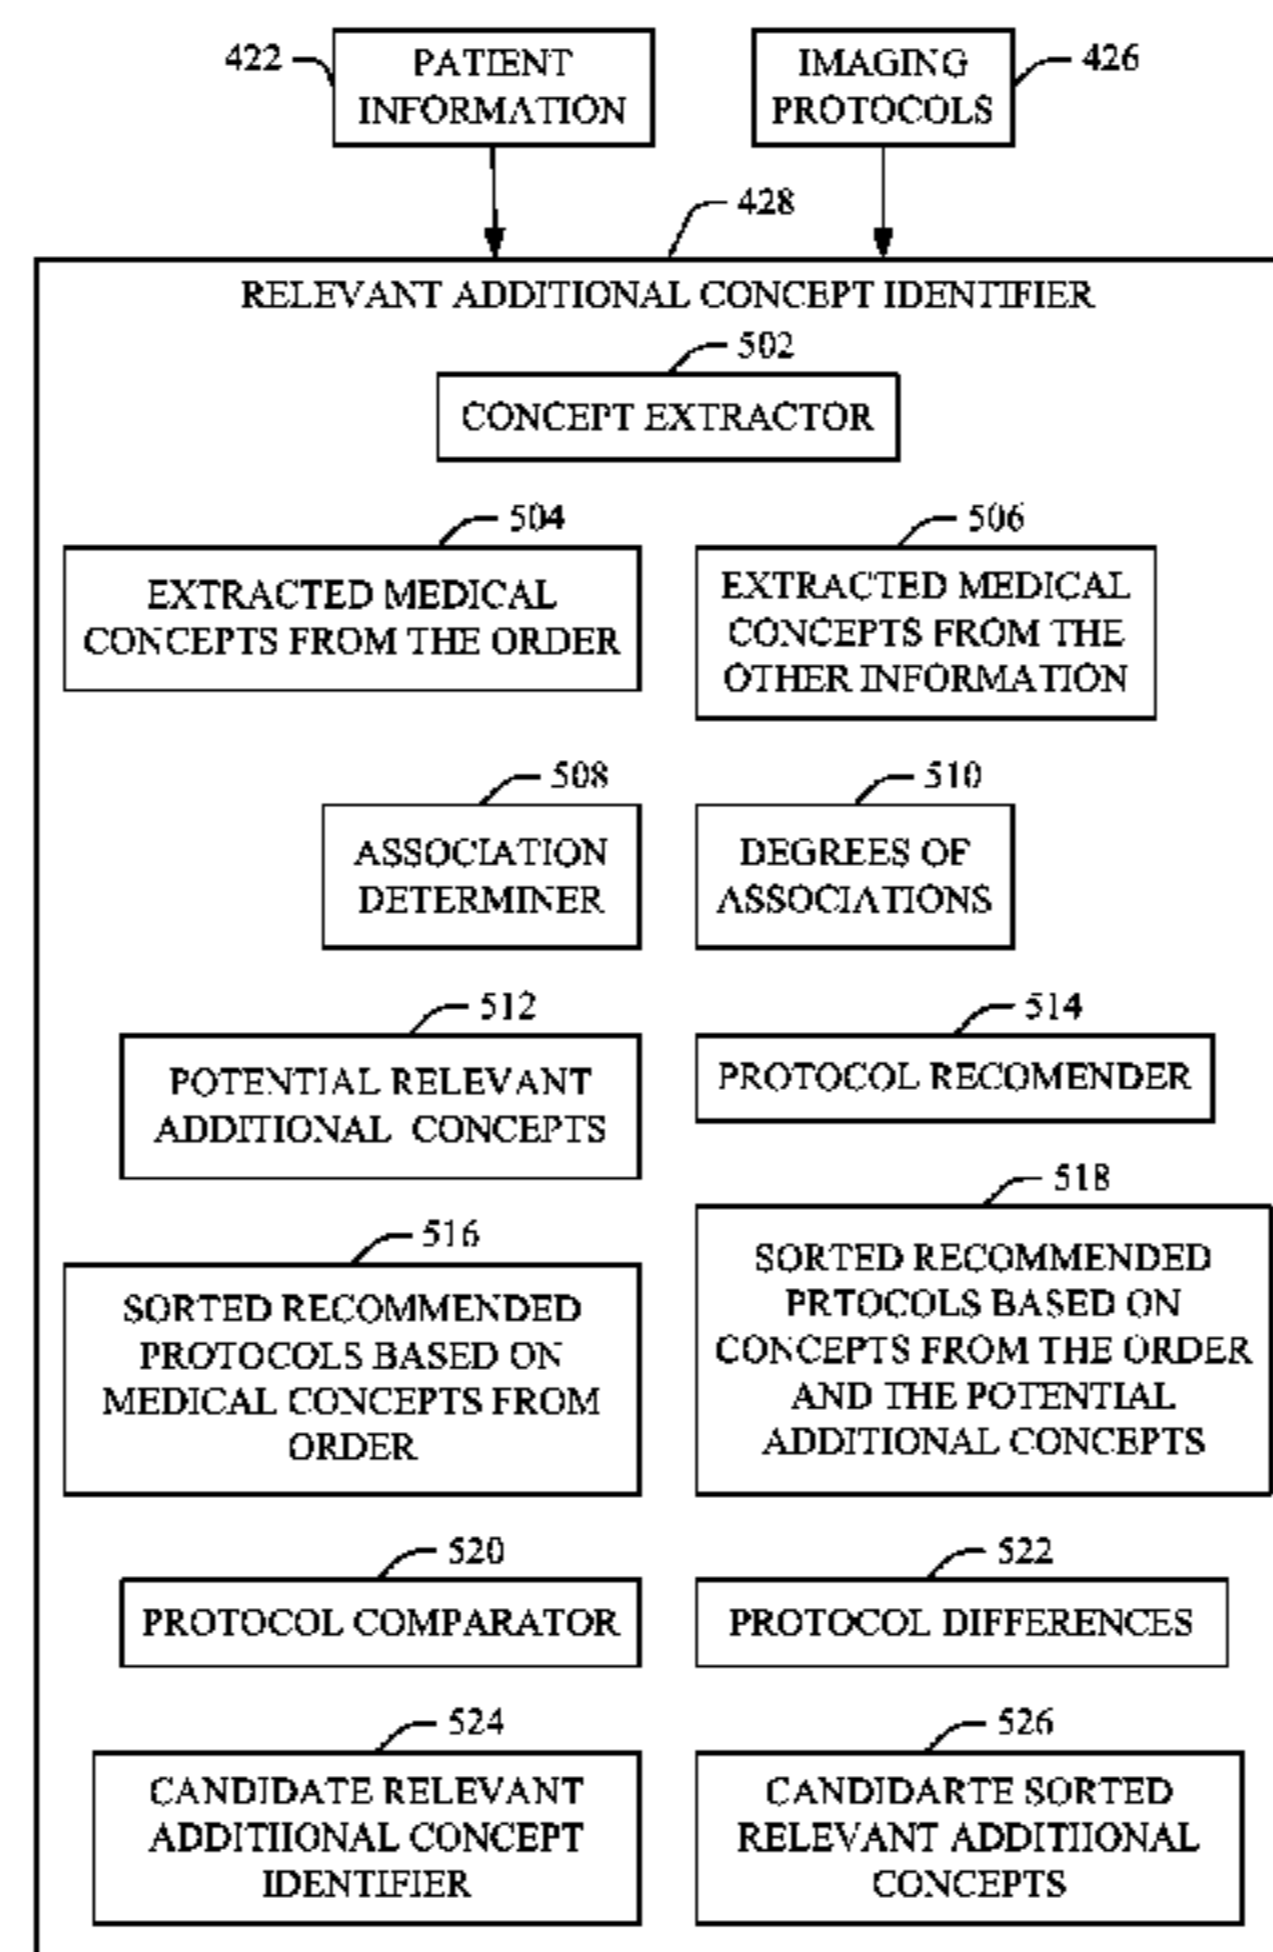 422
PATIENT
INFORMATION
IMAGING
PROTOCOLS
426
428
RELEVANT ADDITIONAL CONCEPT IDENTIFIER
502
CONCEPT EXTRACTOR
504
EXTRACTED MEDICAL
CONCEPTS FROM THE ORDER
506
EXTRACTED MEDICAL
CONCEPTS FROM THE
OTHER INFORMATION
508
ASSOCIATION
DETERMINER
510
DEGREES OF
ASSOCIATIONS
512
POTENTIAL RELEVANT
ADDITIONAL CONCEPTS
514
PROTOCOL RECOMENDER
516
SORTED RECOMMENDED
PROTOCOLS BASED ON
MEDICAL CONCEPTS FROM
ORDER
518
SORTED RECOMMENDED
PRTOCOLS BASED ON
CONCEPTS FROM THE ORDER
AND THE POTENTIAL
ADDITIONAL CONCEPTS
520
PROTOCOL COMPARATOR
522
PROTOCOL DIFFERENCES
524
CANDIDATE RELEVANT
ADDITIIONAL CONCEPT
IDENTIFIER
526
CANDIDARTE SORTED
RELEVANT ADDITIIONAL
CONCEPTS